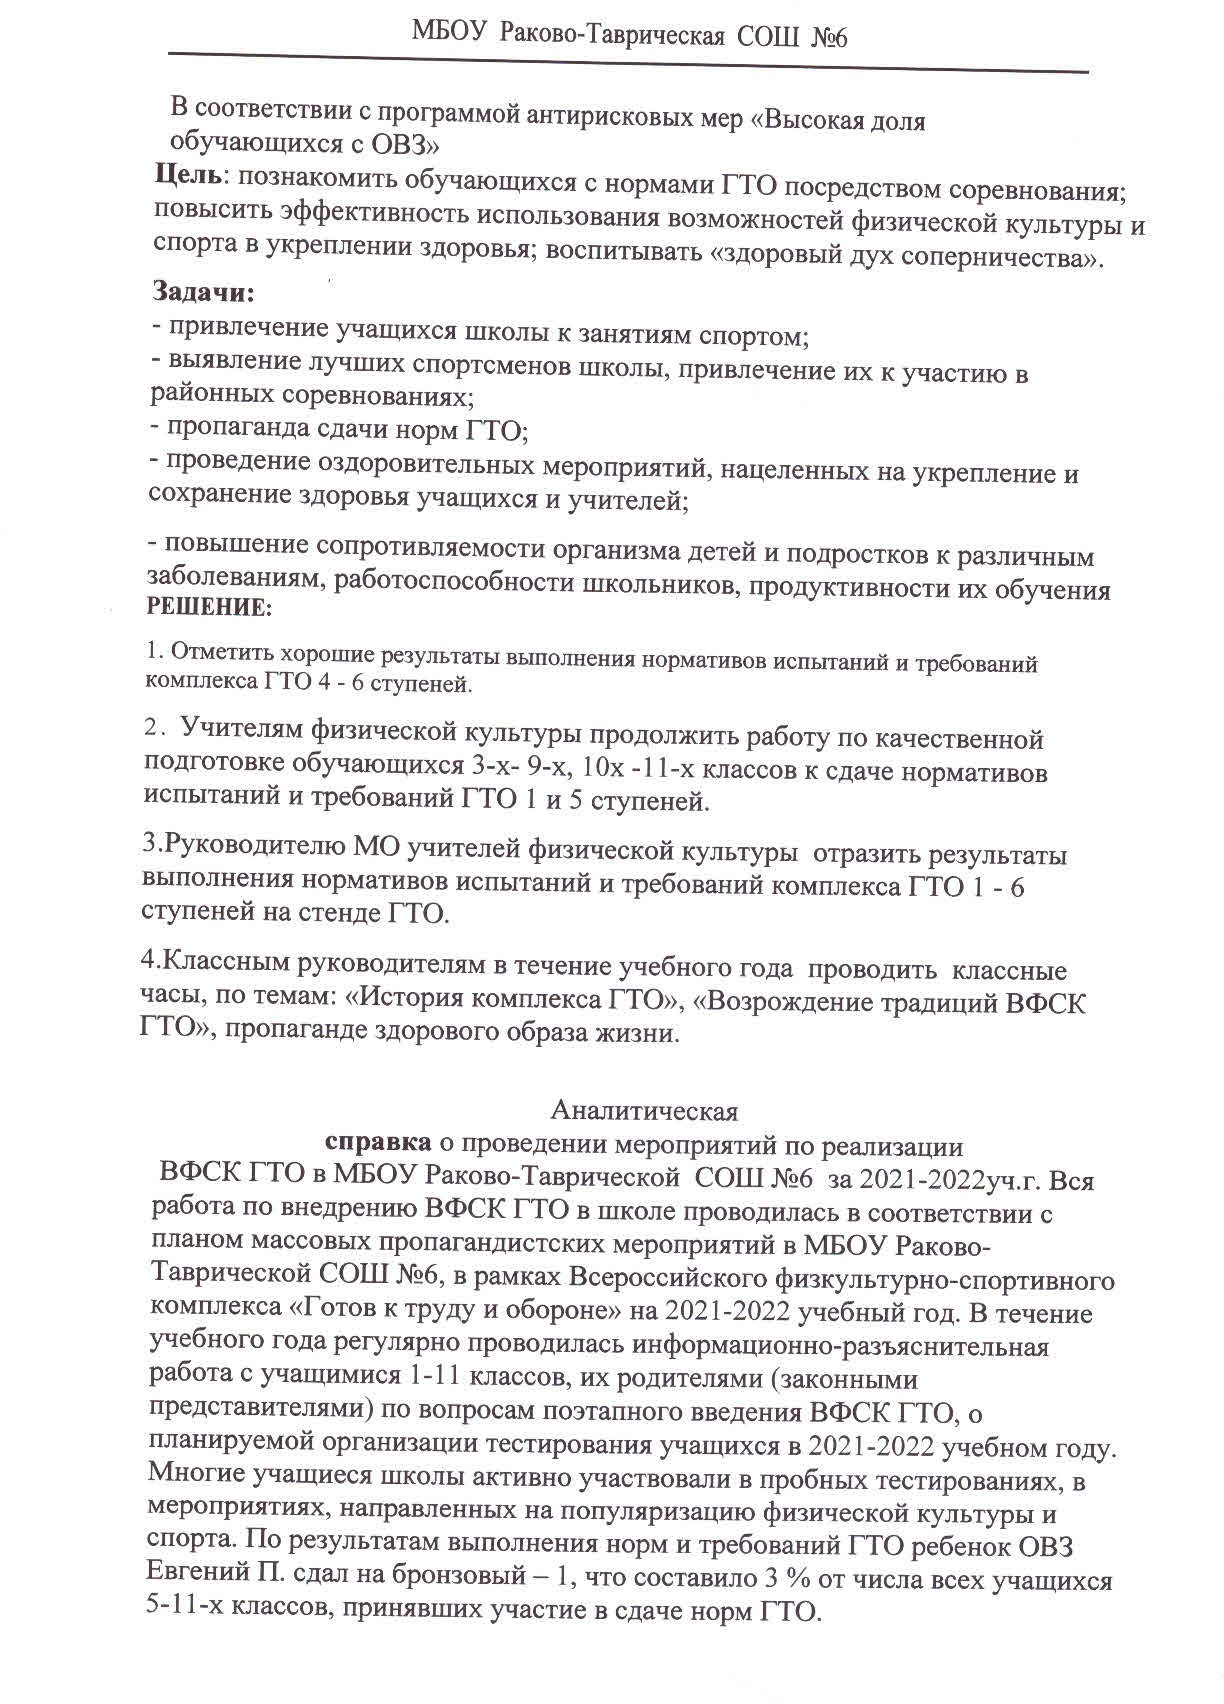 МБОУ Раково-Таврическая СОШ №6
В соответствии с программой антирисковых мер «Высокая доля
обучающихся с ОВЗ»
Цель: познакомить обучающихся с нормами ГТО посредством соревнования;
повысить эффективность использования возможностей физической культуры и
спорта в укреплении здоровья; воспитывать «здоровый дух соперничества».
Задачи:
- привлечение учащихся школы к занятиям спортом;
- выявление лучших спортсменов школы, привлечение их к участию в
районных соревнованиях;
- пропаганда сдачи норм ГТО;
- проведение оздоровительных мероприятий, нацеленных на укрепление и
сохранение здоровья учащихся и учителей;
- повышение сопротивляемости организма детей и подростков к различным
заболеваниям, работоспособности школьников, продуктивности их обучения
РЕШЕНИЕ:
1. Отметить хорошие результаты выполнения нормативов испытаний и требований
комплекса ГТО 4 - 6 ступеней.
2. Учителям физической культуры продолжить работу по качественной
подготовке обучающихся 3-х- 9-х, 10х -11-х классов к сдаче нормативов
испытаний и требований ГТО 1 и 5 ступеней.
3.Руководителю МО учителей физической культуры отразить результаты
выполнения нормативов испытаний и требований комплекса ГТО 1 - 6
ступеней на стенде ГТО.
4.Классным руководителям в течение учебного года проводить классные
часы, по темам: «История комплекса ГТО», «Возрождение традиций ВФСК
ГТО», пропаганде здорового образа жизни.
Аналитическая
справка о проведении мероприятий по реализации
ВФСК ГТО в МБОУ Раково-Таврической СОШ №6 за 2021-2022уч.г. Вся
работа по внедрению ВФСК ГТО в школе проводилась в соответствии с
планом массовых пропагандистских мероприятий в МБОУ Раково-
Таврической СОШ №6, в рамках Всероссийского физкультурно-спортивного
комплекса «Готов к труду и обороне» на 2021-2022 учебный год. В течение
учебного года регулярно проводилась информационно-разъяснительная
работа с учащимися 1-11 классов, их родителями (законными
представителями) по вопросам поэтапного введения ВФСК ГТО, о
планируемой организации тестирования учащихся в 2021-2022 учебном году.
Многие учащиеся школы активно участвовали в пробных тестированиях, в
мероприятиях, направленных на популяризацию физической культуры и
спорта. По результатам выполнения норм и требований ГТО ребенок ОВЗ
Евгений П. сдал на бронзовый – 1, что составило 3 % от числа всех учащихся
5-11-х классов, принявших участие в сдаче норм ГТО.